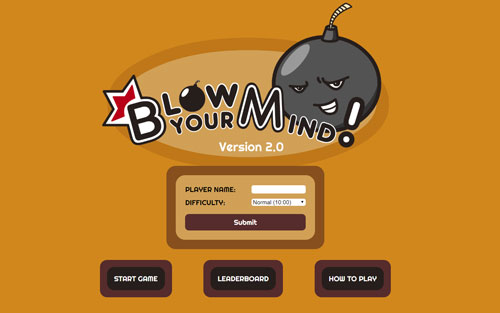 BLOW
YOUR MIND!
Version 2.0
PLAYER NAME:
DIFFICULTY: Normal (10:00)
Submit
START GAME LEADERBOARD HOW TO PLAY